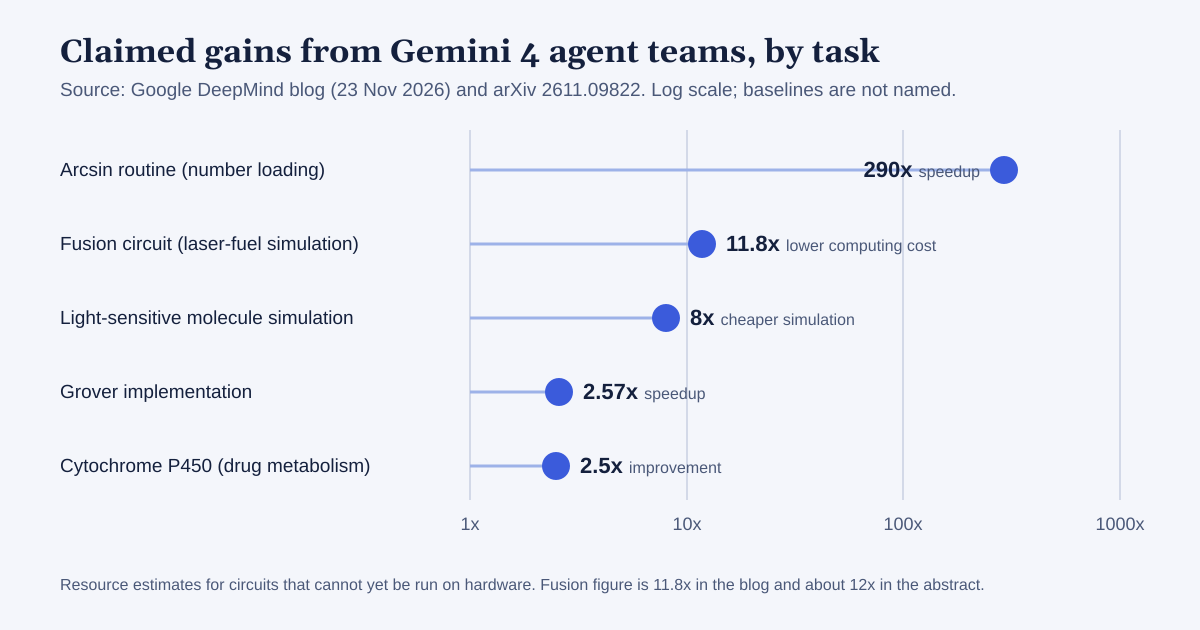 Claimed gains from Gemini 4 agent teams, by task
Source: Google DeepMind blog (23 Nov 2026) and arXiv 2611.09822. Log scale; baselines are not named.
Arcsin routine (number loading)
290x speedup
Fusion circuit (laser-fuel simulation)
11.8x lower computing cost
Light-sensitive molecule simulation
8x cheaper simulation
Grover implementation
2.57x speedup
Cytochrome P450 (drug metabolism)
2.5x improvement
1x
10x
100x
1000x
Resource estimates for circuits that cannot yet be run on hardware. Fusion figure is 11.8x in the blog and about 12x in the abstract.